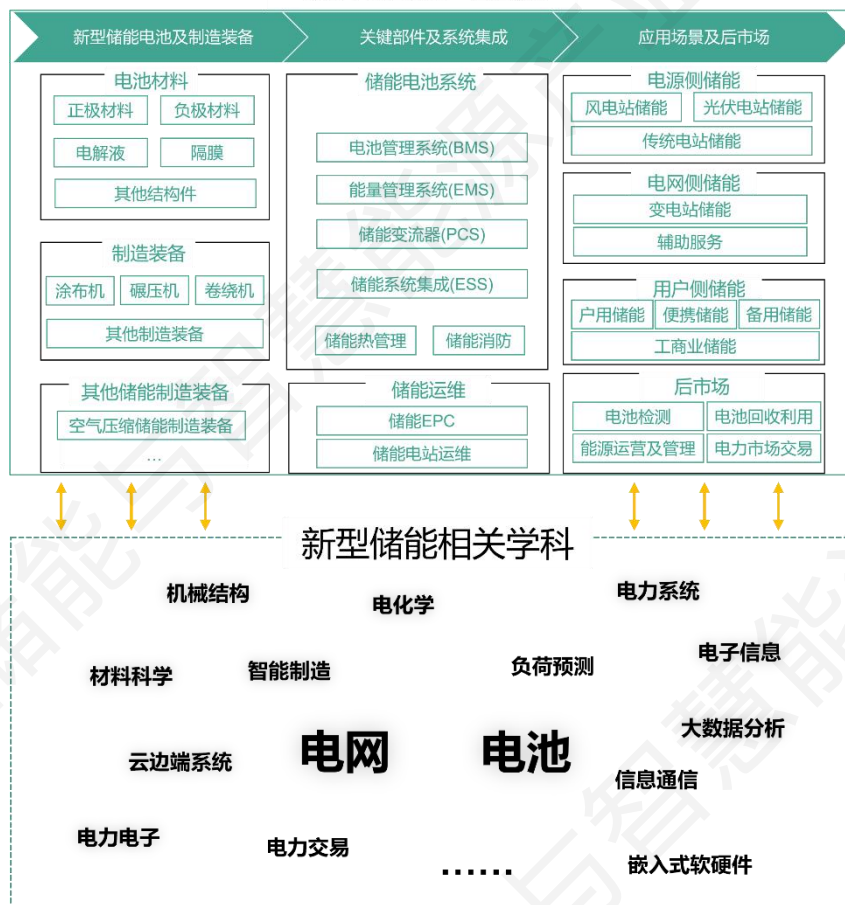 新型储能电池及制造装备
关键部件及系统集成
应用场景及后市场
电池材料
正极材料 负极材料
电解液 隔膜
其他结构件
制造装备
涂布机 碾压机 卷绕机
其他制造装备
其他储能制造装备
空气压缩储能制造装备
...
储能电池系统
电池管理系统(BMS)
能量管理系统(EMS)
储能变流器(PCS)
储能系统集成(ESS)
储能热管理 储能消防
储能运维
储能EPC
储能电站运维
电源侧储能
风电站储能 光伏电站储能
传统电站储能
电网侧储能
变电站储能
辅助服务
用户侧储能
户用储能 便携储能 备用储能
工商业储能
后市场
电池检测 电池回收利用
能源运营及管理 电力市场交易
新型储能相关学科
机械结构 电化学 电力系统
材料科学 智能制造 负荷预测 电子信息
云边端系统 电网 电池 大数据分析
信息通信
电力电子 电力交易 ...... 嵌入式软硬件